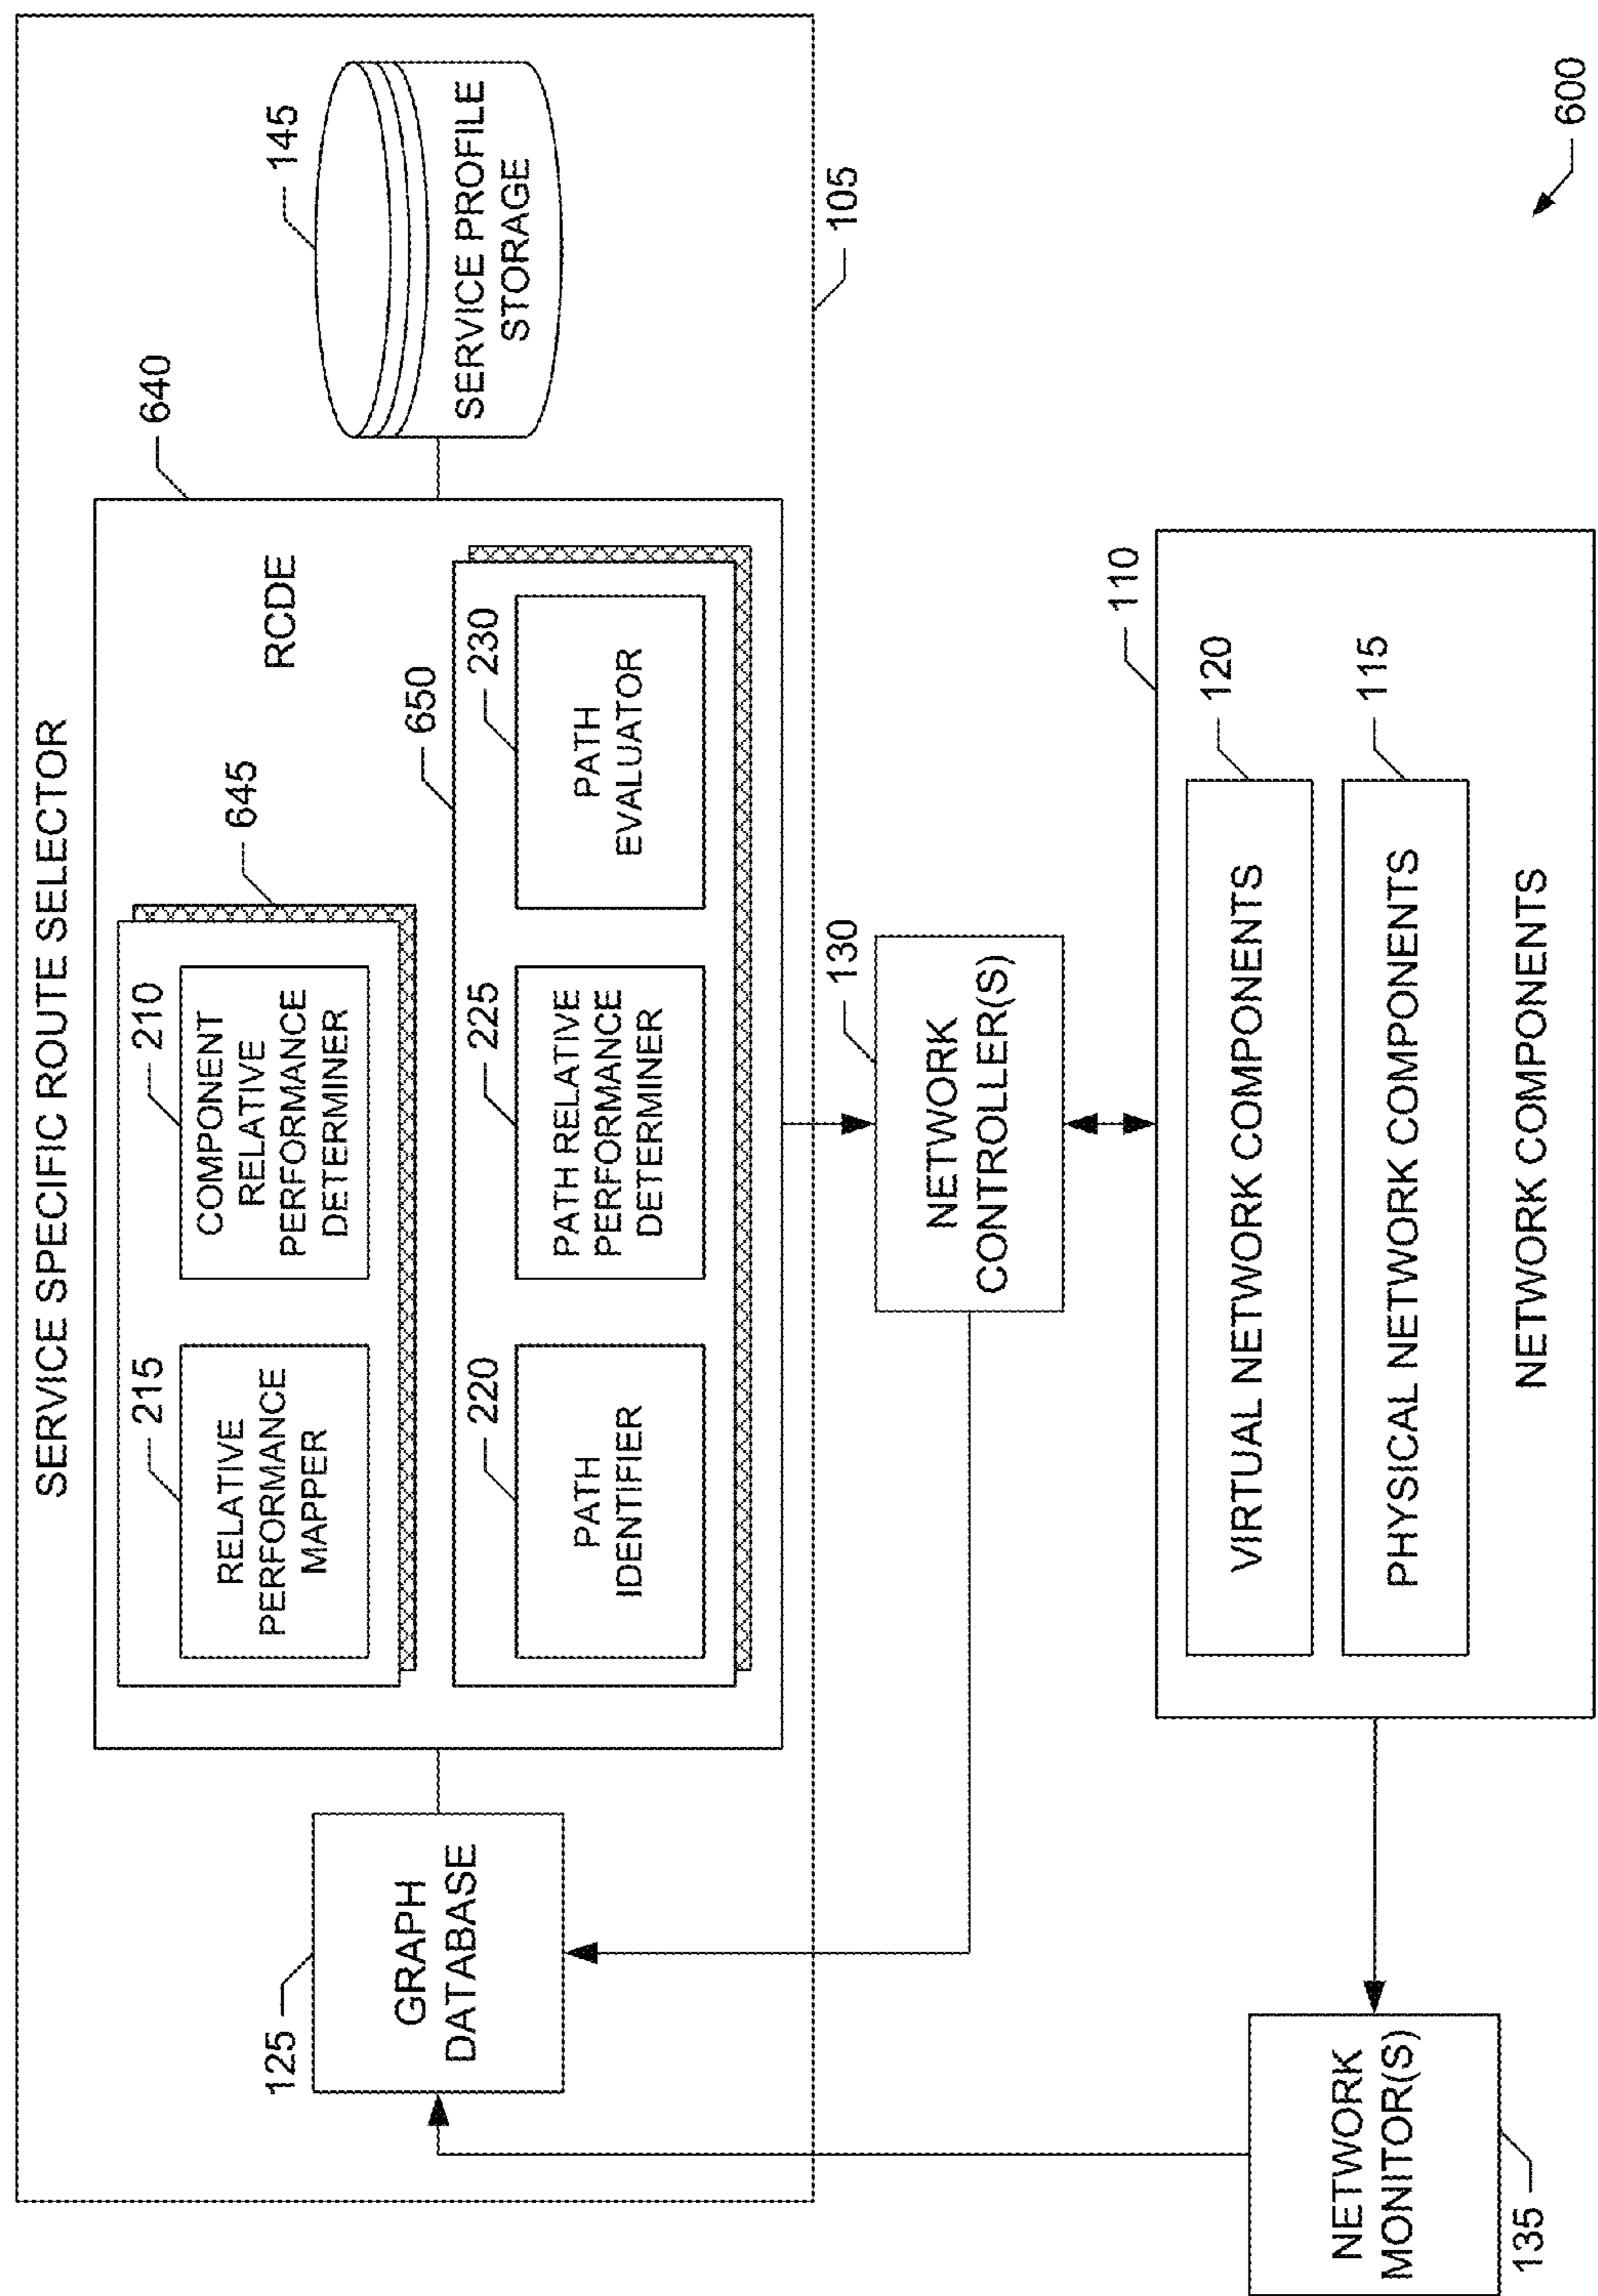 SERVICE SPECIFIC ROUTE SELECTOR
125
GRAPH
DATABASE
640
RCDE
645
215
RELATIVE
PERFORMANCE
MAPPER
210
COMPONENT
RELATIVE
PERFORMANCE
DETERMINER
650
220
PATH
IDENTIFIER
225
PATH RELATIVE
PERFORMANCE
DETERMINER
230
PATH
EVALUATOR
145
SERVICE PROFILE
STORAGE
105
130
NETWORK
CONTROLLER(S)
110
120
VIRTUAL NETWORK COMPONENTS
115
PHYSICAL NETWORK COMPONENTS
NETWORK COMPONENTS
NETWORK
MONITOR(S)
135
600